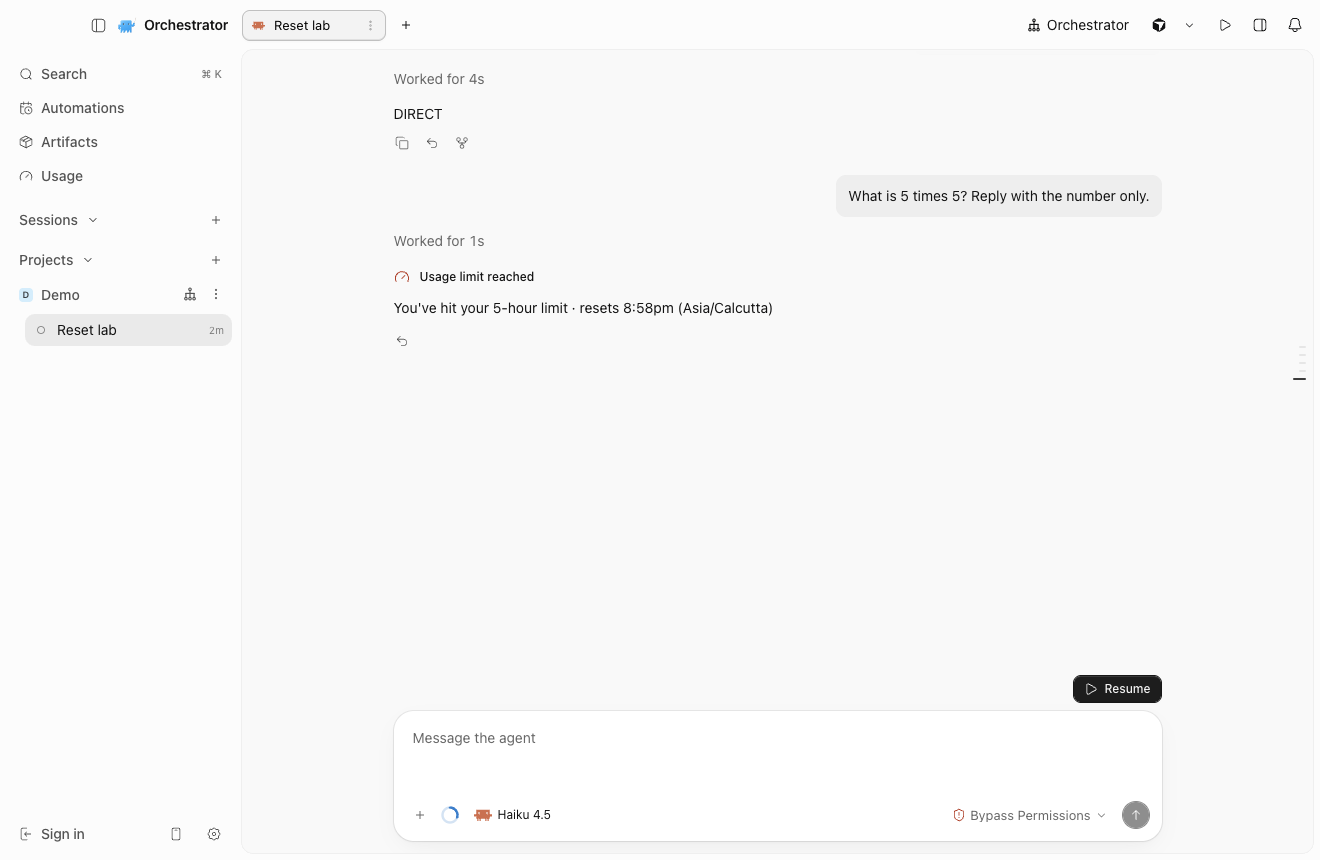 Orchestrator
Reset lab
Orchestrator
Search ⌘ K
Automations
Artifacts
Usage
Sessions
Projects
D Demo
Reset lab 2m
Worked for 4s
DIRECT
What is 5 times 5? Reply with the number only.
Worked for 1s
Usage limit reached
You've hit your 5-hour limit · resets 8:58pm (Asia/Calcutta)
Resume
Message the agent
Haiku 4.5
Bypass Permissions
Sign in